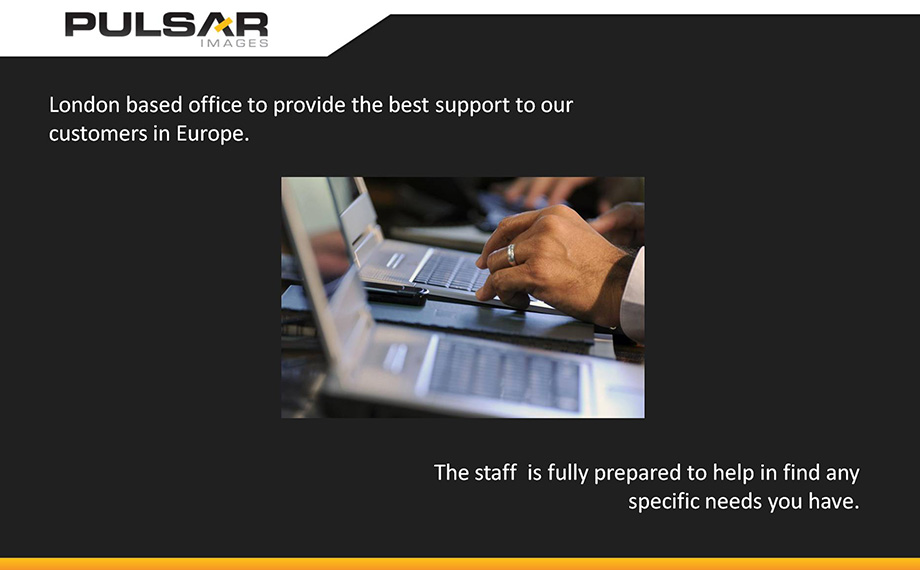 PULSAR
IMAGES
London based office to provide the best support to our
customers in Europe.
The staff  is fully prepared to help in find any
specific needs you have.